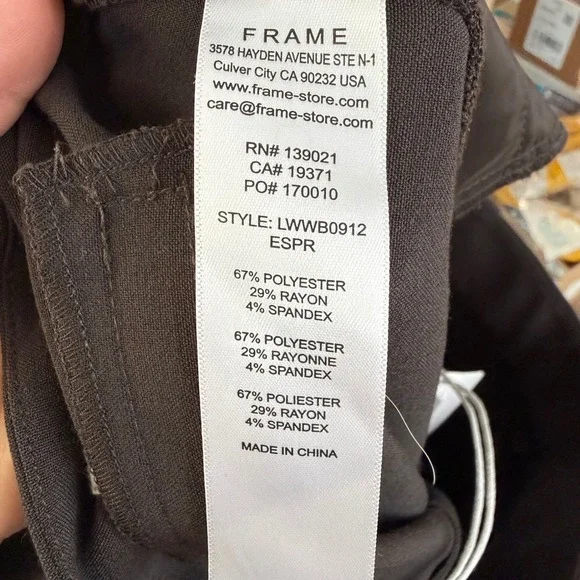 FRAME
3578 HAYDEN AVENUE STE N-1
Culver City CA 90232 USA
www.frame-store.com
care@frame-store.com
RN# 139021
CA# 19371
PO# 170010
STYLE: LWWB0912
ESPR
67% POLYESTER
29% RAYON
4% SPANDEX
67% POLYESTER
29% RAYONNE
4% SPANDEX
67% POLIESTER
29% RAYON
4% SPANDEX
MADE IN CHINA